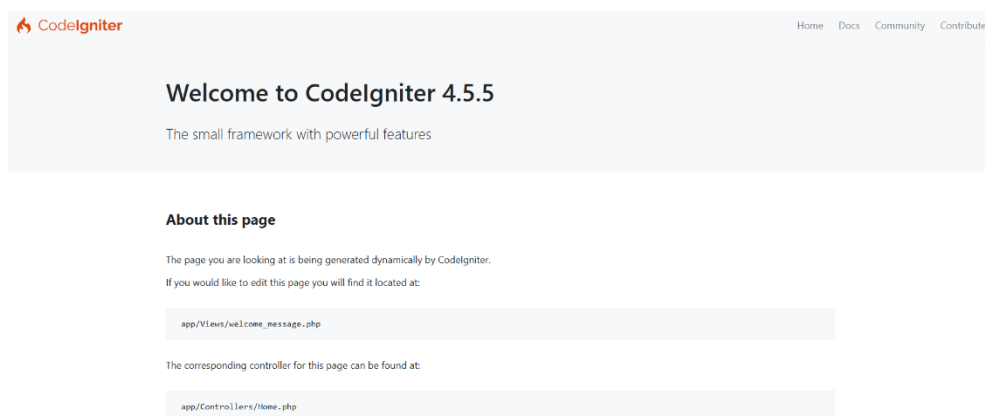 CodeIgniter
Home Docs Community Contribute
Welcome to CodeIgniter 4.5.5
The small framework with powerful features
About this page
The page you are looking at is being generated dynamically by CodeIgniter.
If you would like to edit this page you will find it located at:
app/Views/welcome_message.php
The corresponding controller for this page can be found at:
app/Controllers/Home.php